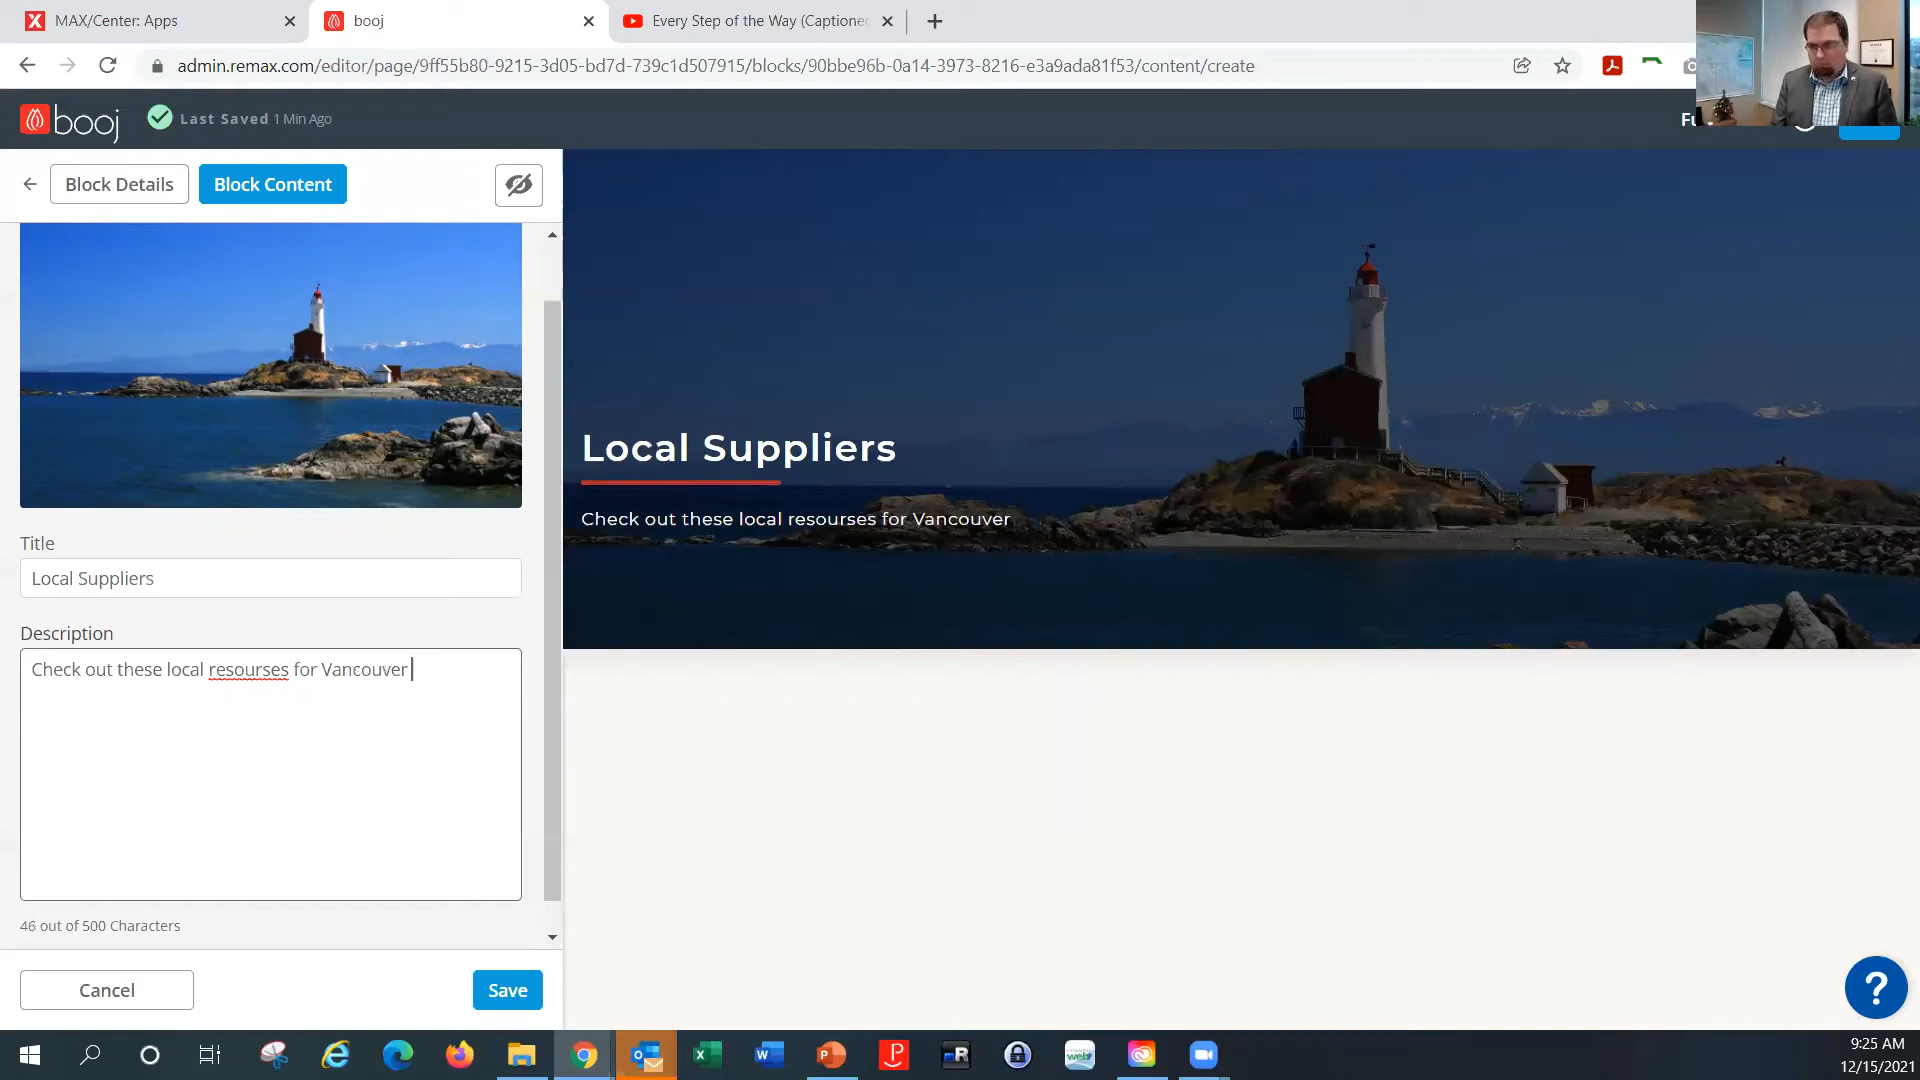 MAX/Center: Apps
booj
Every Step of the Way (Captione
admin.remax.com/editor/page/9ff55b80-9215-3d05-bd7d-739c1d507915/blocks/90bbe96b-0a14-3973-8216-e3a9ada81f53/content/create
booj
Last Saved 1 Min Ago
Block Details
Block Content
Local Suppliers
Check out these local resourses for Vancouver
Title
Local Suppliers
Description
Check out these local resourses for Vancouver
46 out of 500 Characters
Cancel
Save
?
9:25 AM
12/15/2021